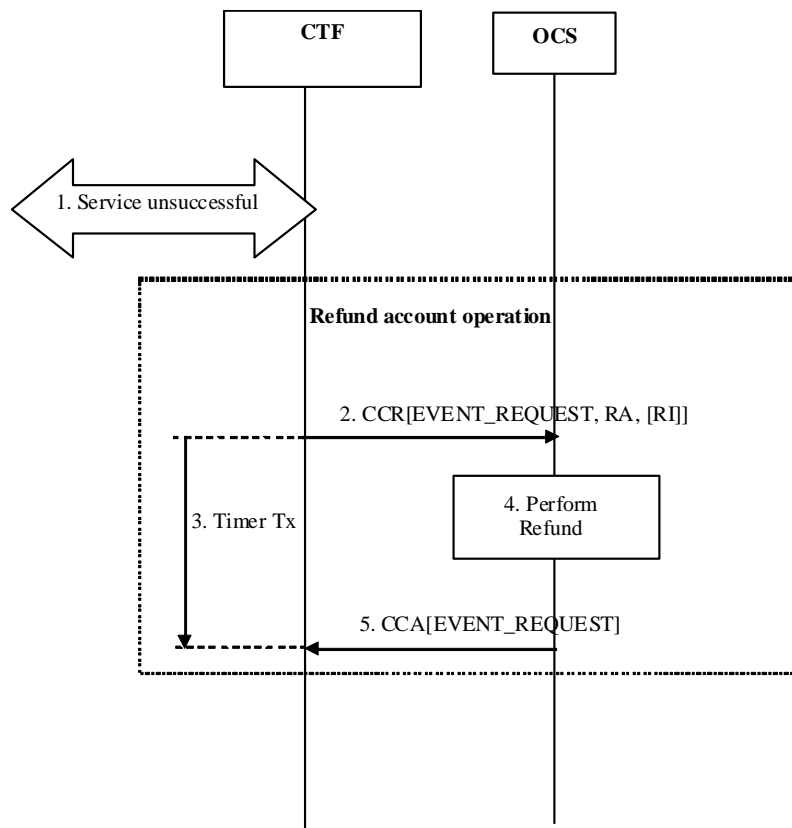 CTF
OCS
1. Service unsuccessful
Refund account operation
2. CCR[EVENT_REQUEST, RA, [RI]]
3. Timer Tx
4. Perform
Refund
5. CCA[EVENT_REQUEST]